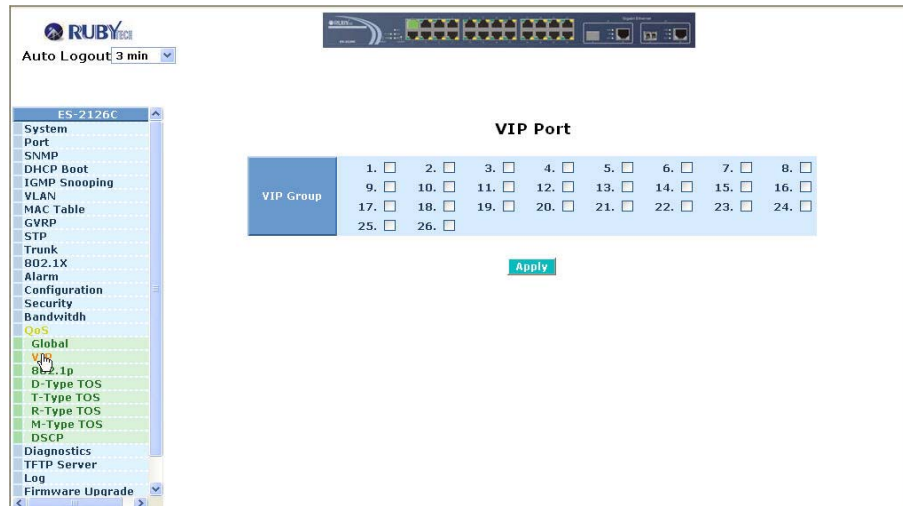 RUBYTECH
Auto Logout 3 min
ES-2126C
System
Port
SNMP
DHCP Boot
IGMP Snooping
VLAN
MAC Table
GVRP
STP
Trunk
802.1X
Alarm
Configuration
Security
Bandwitdh
QoS
Global
VIP
802.1p
D-Type TOS
T-Type TOS
R-Type TOS
M-Type TOS
DSCP
Diagnostics
TFTP Server
Log
Firmware Upgrade
VIP Port
VIP Group
1. 2. 3. 4. 5. 6. 7. 8.
9. 10. 11. 12. 13. 14. 15. 16.
17. 18. 19. 20. 21. 22. 23. 24.
25. 26.
Apply